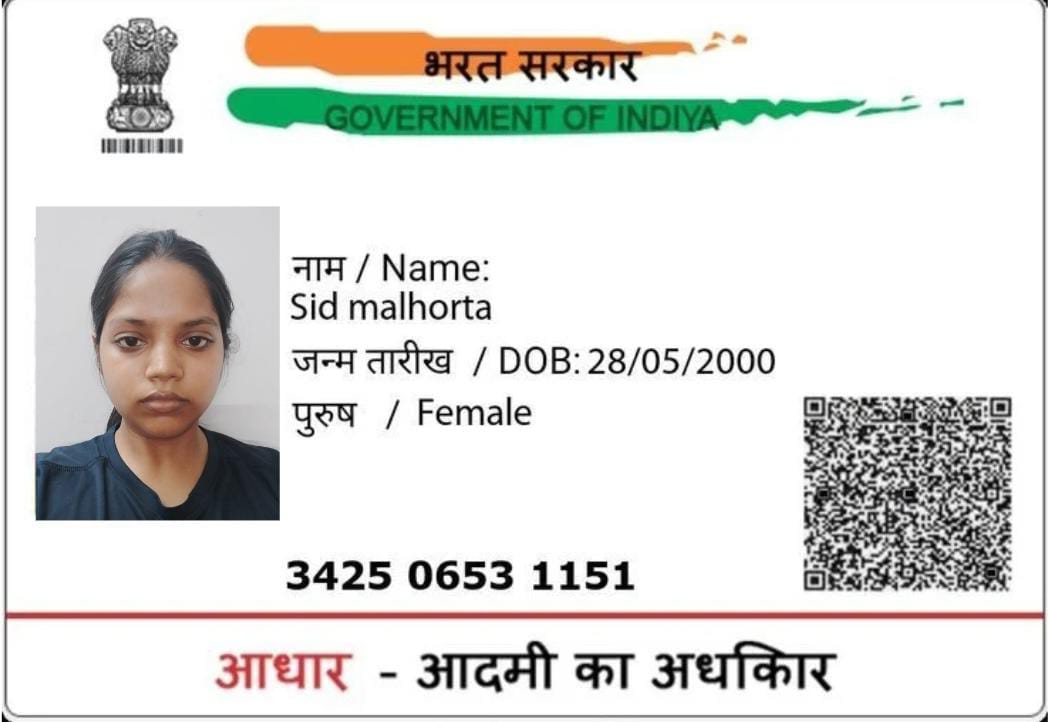 भरत सरकार
GOVERNMENT OF INDIYA
नाम / Name:
Sid malhorta
जन्म तारीख / DOB: 28/05/2000
पुरुष / Female
3425 0653 1151
आधार - आदमी का अधकिार